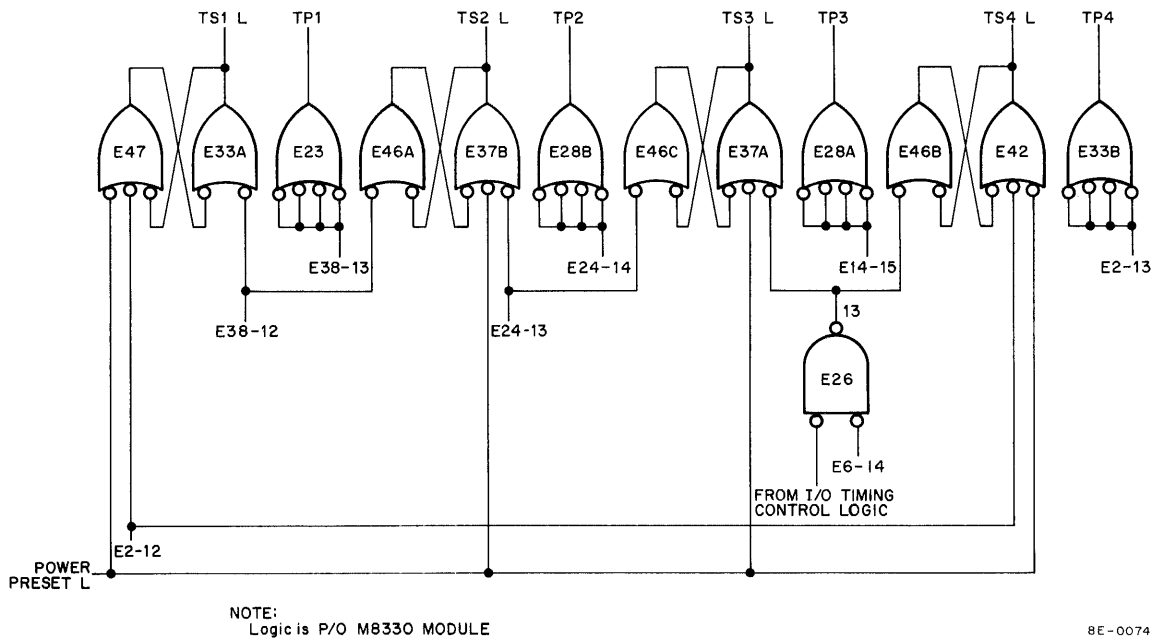 TS1 L TP1 TS2 L TP2 TS3 L TP3 TS4 L TP4
E47 E33A E23 E46A E37B E28B E46C E37A E28A E46B E42 E33B
E38-13 E24-14 E14-15 E2-13
E38-12 E24-13 13
E26
E6-14
FROM I/O TIMING
CONTROL LOGIC
E2-12
POWER
PRESET L
NOTE:
Logic is P/O M8330 MODULE
8E-0074